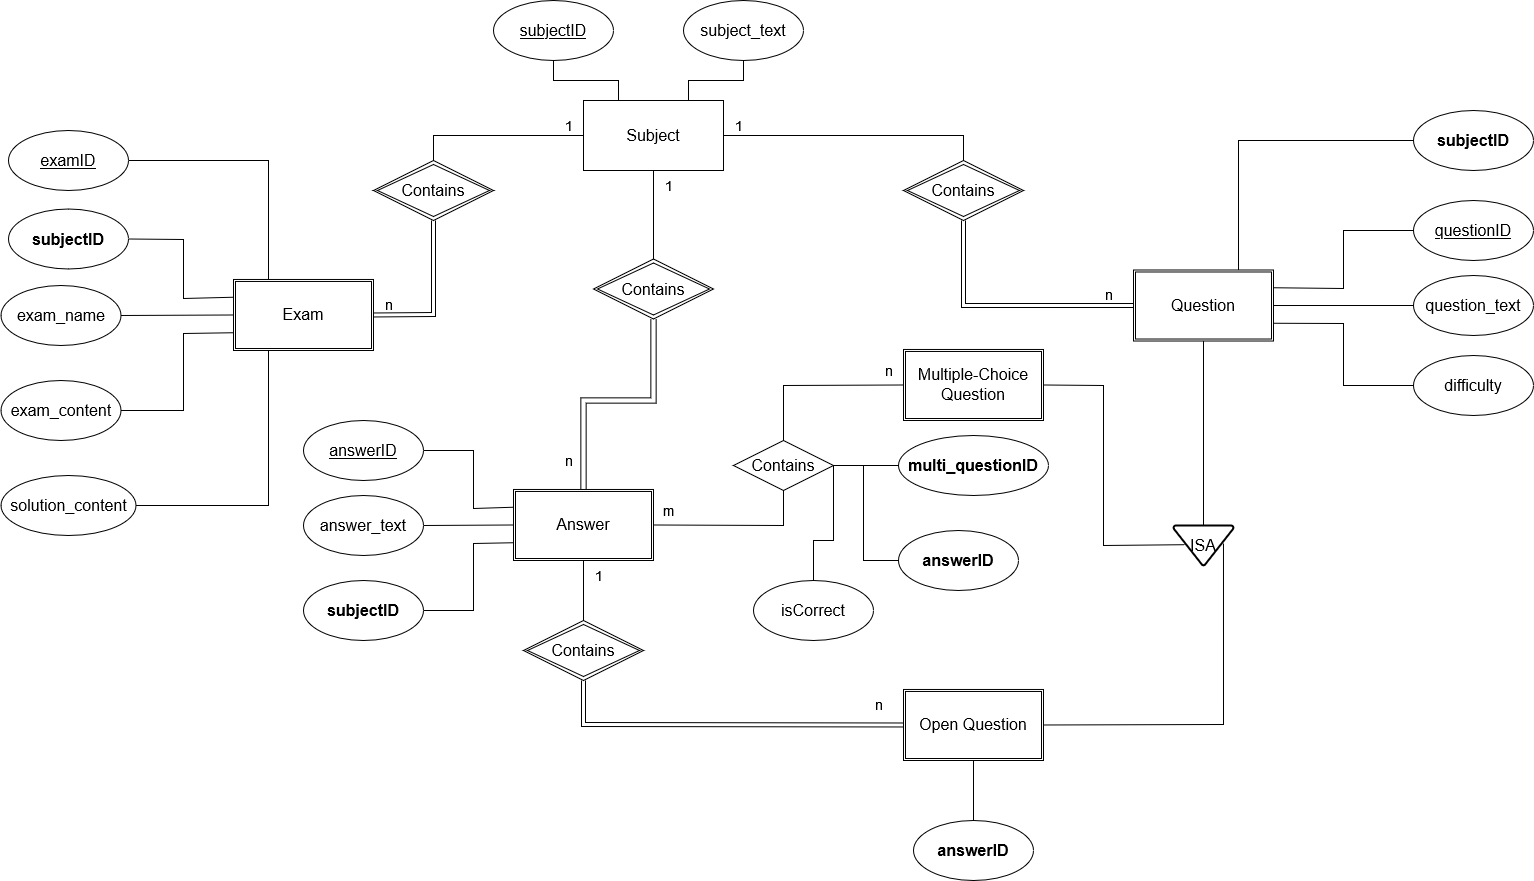 subjectID
subject_text
1
Subject
1
1
examID
Contains
Contains
subjectID
subjectID
questionID
Contains
n
exam_name
Exam
n
Question
question_text
n
Multiple-Choice
Question
difficulty
exam_content
answerID
n
Contains
multi_questionID
solution_content
m
answer_text
Answer
ISA
answerID
1
subjectID
isCorrect
Contains
n
Open Question
answerID